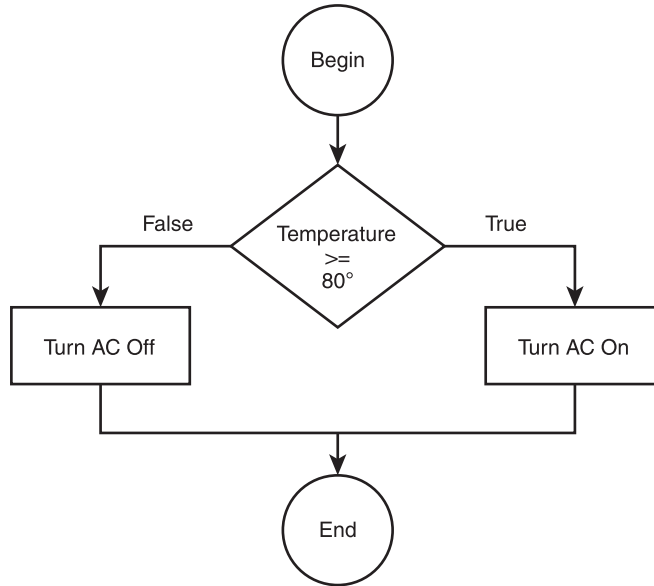 Begin
False
True
Temperature
>=
80°
Turn AC Off
Turn AC On
End